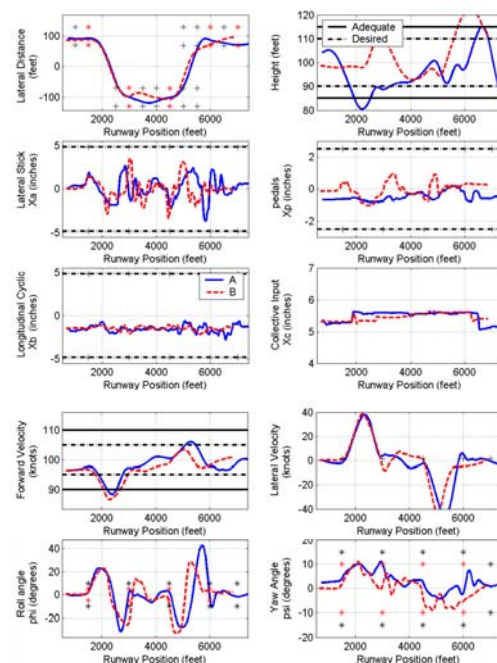 Lateral Distance
(feet)
100
0
-100
2000 4000 6000
Runway Position (feet)
Height (feet)
120
110
100
90
80
Adequate
Desired
2000 4000 6000
Runway Position (feet)
Lateral Stick
Xa (inches)
5
0
-5
2000 4000 6000
Runway Position (feet)
pedals
Xp (inches)
2
0
-2
2000 4000 6000
Runway Position (feet)
Longitudinal Cyclic
Xb (inches)
5
0
-5
A
B
2000 4000 6000
Runway Position (feet)
Collective Input
Xc (inches)
7
6
5
4
2000 4000 6000
Runway Position (feet)
Forward Velocity
(knots)
110
100
90
2000 4000 6000
Runway Position (feet)
Lateral Velocity
(knots)
40
20
0
-20
-40
2000 4000 6000
Runway Position (feet)
Roll angle
phi (degrees)
40
20
0
-20
2000 4000 6000
Runway Position (feet)
Yaw Angle
psi (degrees)
20
10
0
-10
-20
2000 4000 6000
Runway Position (feet)